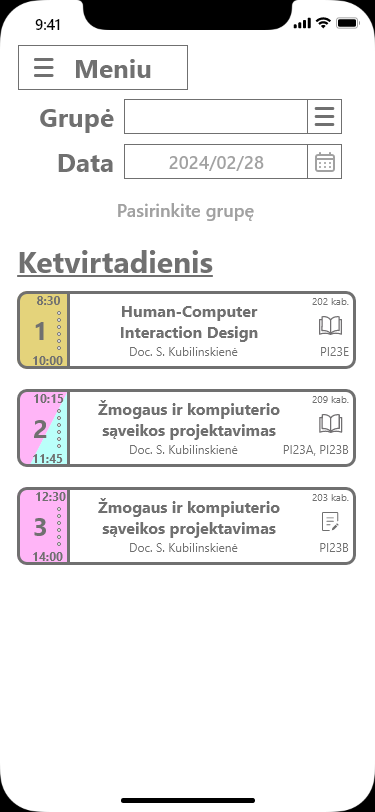 9:41
☰ Meniu
Grupė
Data 2024/02/28
Pasirinkite grupę
Ketvirtadienis
8:30
1
10:00
Human-Computer
Interaction Design
Doc. S. Kubilinskienė
202 kab.
PI23E
10:15
2
11:45
Žmogaus ir kompiuterio
sąveikos projektavimas
Doc. S. Kubilinskienė
209 kab.
PI23A, PI23B
12:30
3
14:00
Žmogaus ir kompiuterio
sąveikos projektavimas
Doc. S. Kubilinskienė
203 kab.
PI23B